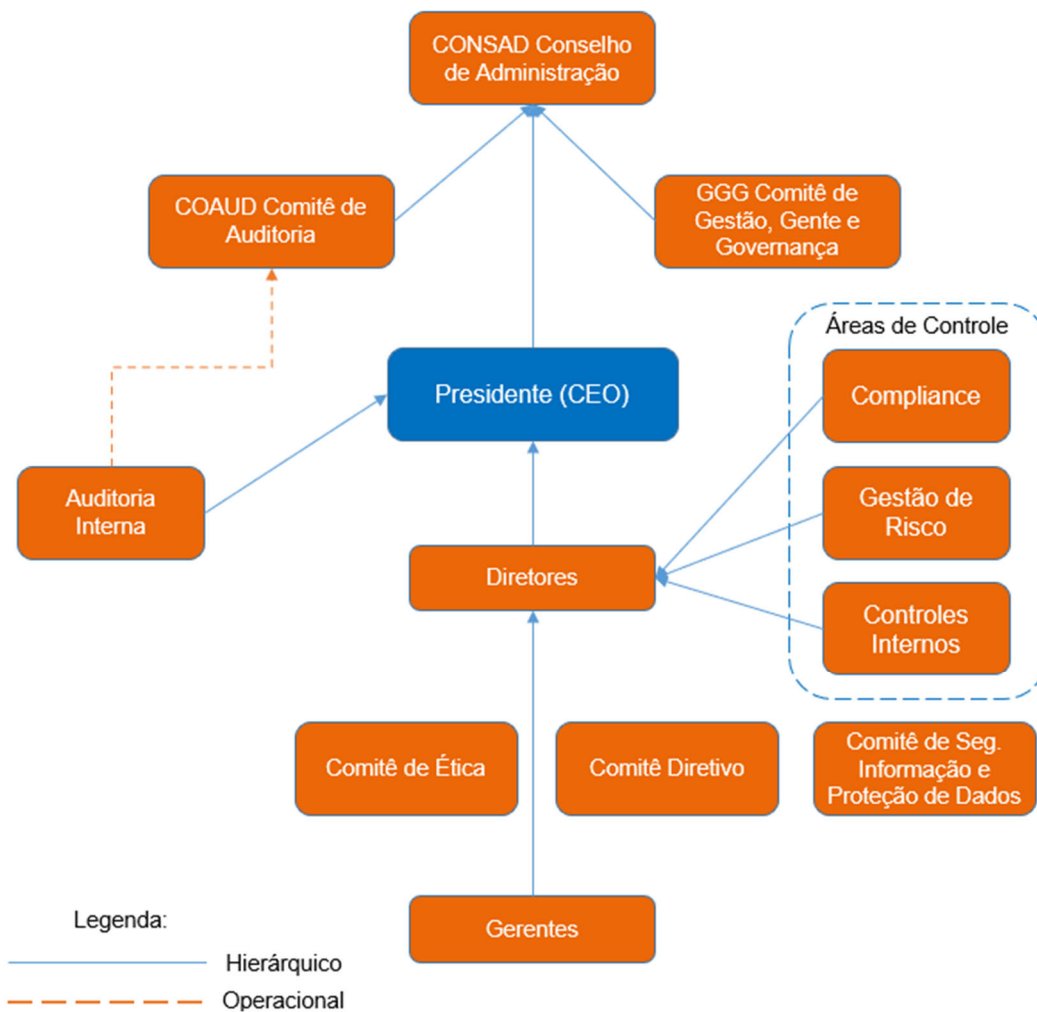 CONSAD Conselho
de Administração
COAUD Comitê de
Auditoria
GGG Comitê de
Gestão, Gente e
Governança
Áreas de Controle
Presidente (CEO)
Compliance
Auditoria
Interna
Gestão de
Risco
Diretores
Controles
Internos
Comitê de Ética
Comitê Diretivo
Comitê de Seg.
Informação e
Proteção de Dados
Gerentes
Legenda:
Hierárquico
Operacional